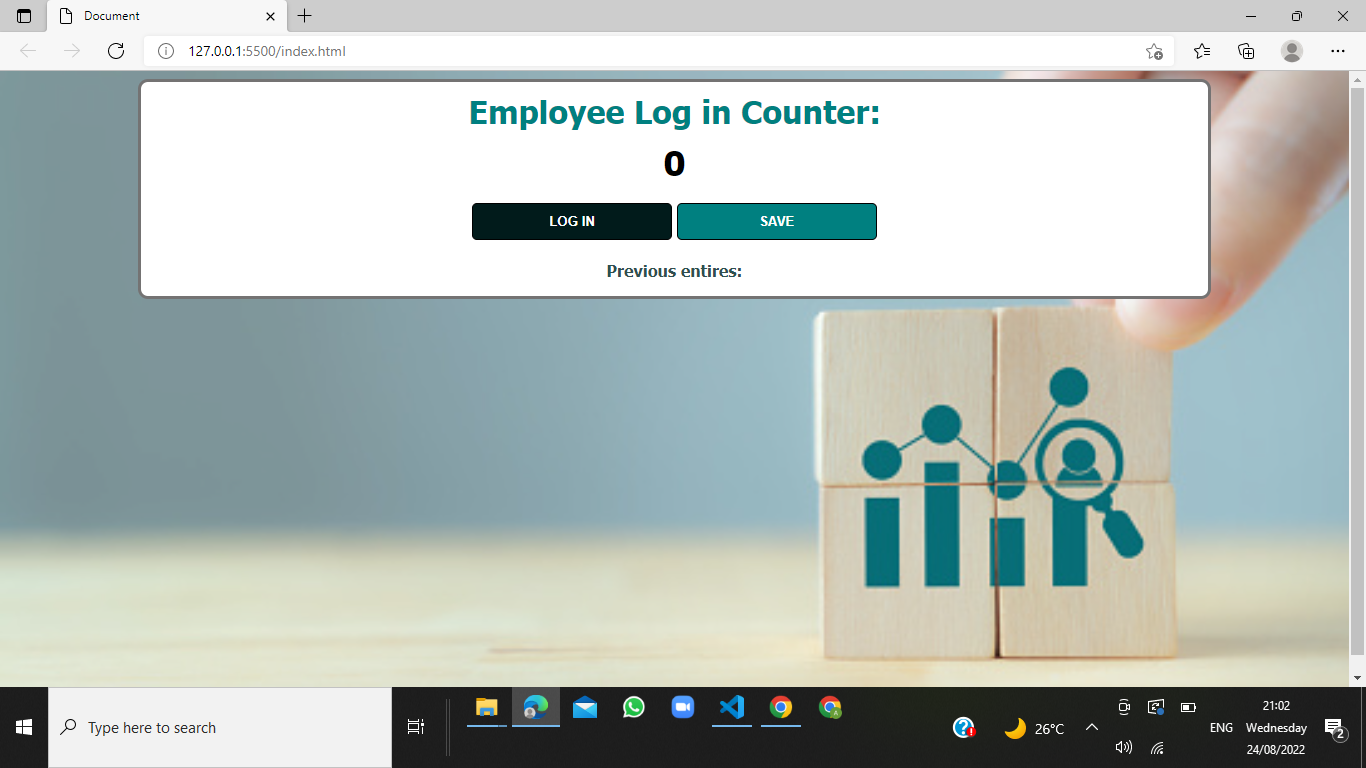 Document
127.0.0.1:5500/index.html
Employee Log in Counter:
0
LOG IN
SAVE
Previous entires:
Type here to search
26°C
ENG
21:02
Wednesday
24/08/2022
2